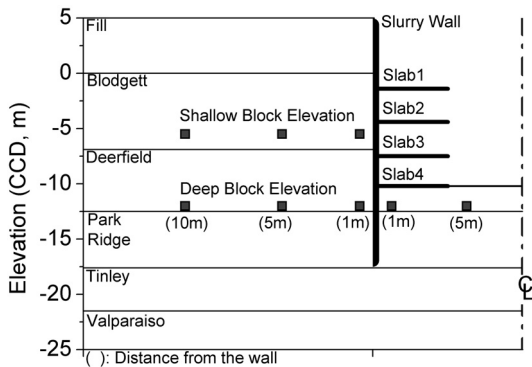 Elevation (CCD, m)
5
0
-5
-10
-15
-20
-25
Fill
Slurry Wall
Blodgett
Slab1
Shallow Block Elevation
Slab2
Deerfield
Slab3
Deep Block Elevation
Slab4
Park
Ridge
(10m)
(5m)
(1m)
(1m)
(5m)
Tinley
℄
Valparaiso
( ): Distance from the wall